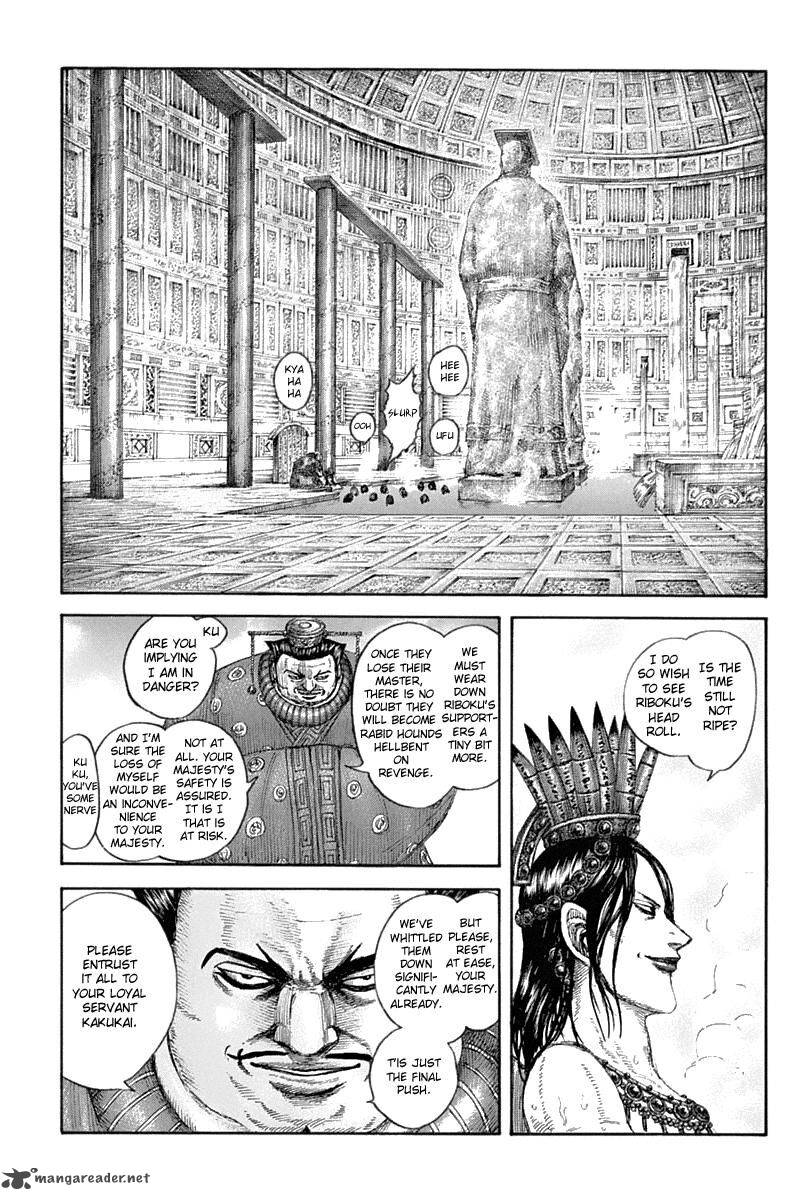 HEE
HEE
KYA
HA
HA
SLURP
OOH
UFU
IS THE
TIME
STILL
NOT
RIPE?
I DO
SO WISH
TO SEE
RIBOKU'S
HEAD
ROLL.
WE
MUST
WEAR
DOWN
RIBOKU'S
SUPPORT-
ERS A
TINY BIT
MORE.
ONCE THEY
LOSE THEIR
MASTER,
THERE IS NO
DOUBT THEY
WILL BECOME
RABID HOUNDS
HELLBENT
ON
REVENGE.
KU
ARE YOU
IMPLYING
I AM IN
DANGER?
NOT AT
ALL. YOUR
MAJESTY'S
SAFETY IS
ASSURED.
IT IS I
THAT IS
AT RISK.
AND I'M
SURE THE
LOSS OF
MYSELF
WOULD BE
AN INCONVE-
NIENCE
TO YOUR
MAJESTY.
KU
KU,
YOU'VE
SOME
NERVE
BUT
PLEASE,
REST
AT EASE,
YOUR
MAJESTY.
WE'VE
WHITTLED
THEM
DOWN
SIGNIFI-
CANTLY
ALREADY.
T'IS JUST
THE FINAL
PUSH.
PLEASE
ENTRUST
IT ALL TO
YOUR LOYAL
SERVANT
KAKUKAI.
mangareader.net